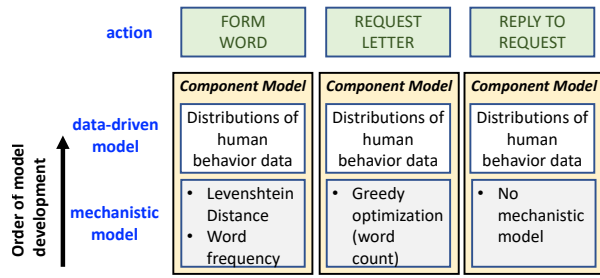 action
FORM
WORD
REQUEST
LETTER
REPLY TO
REQUEST
Order of model
development
data-driven
model
mechanistic
model
Component Model
Distributions of
human
behavior data
• Levenshtein
Distance
• Word
frequency
Component Model
Distributions of
human
behavior data
• Greedy
optimization
(word
count)
Component Model
Distributions of
human
behavior data
• No
mechanistic
model